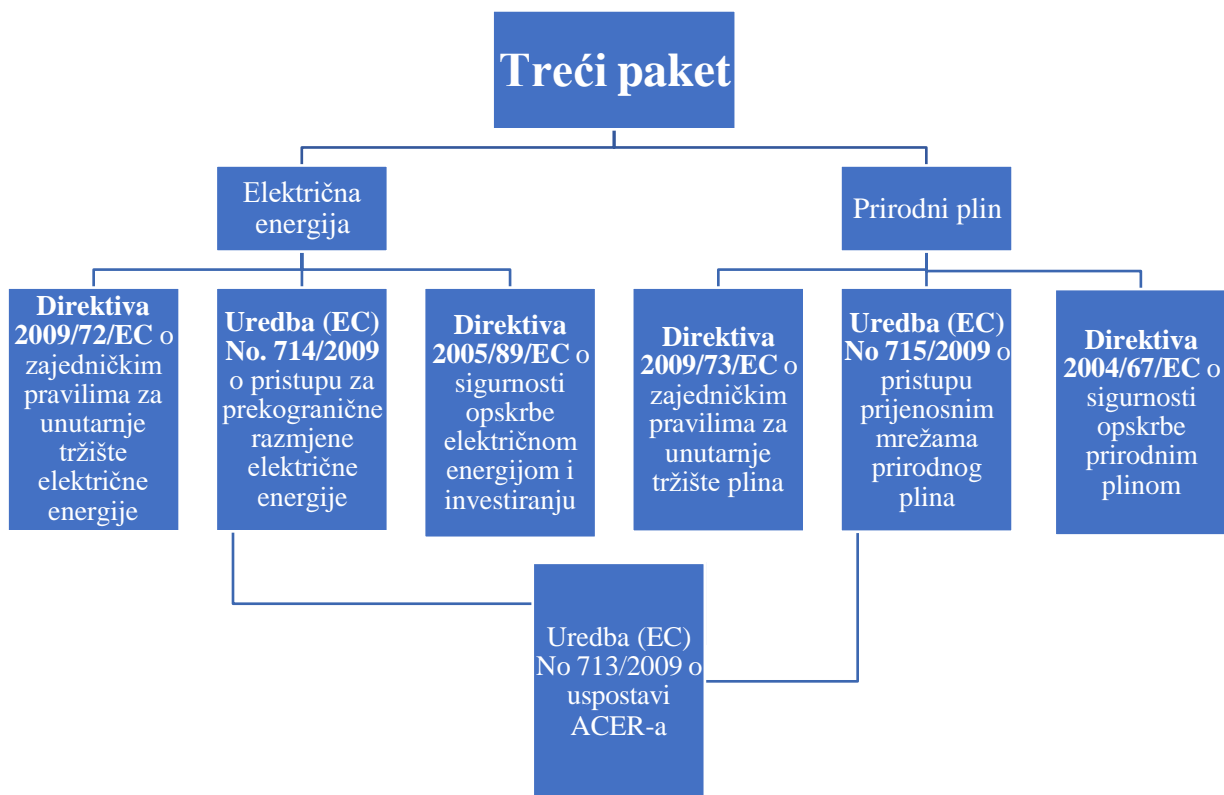 Treći paket
Električna
energija
Prirodni plin
Direktiva
2009/72/EC o
zajedničkim
pravilima za
unutarnje
tržište
električne
energije
Uredba (EC)
No. 714/2009
o pristupu za
prekogranične
razmjene
električne
energije
Direktiva
2005/89/EC o
sigurnosti
opskrbe
električnom
energijom i
investiranju
Direktiva
2009/73/EC o
zajedničkim
pravilima za
unutarnje
tržište plina
Uredba (EC)
No 715/2009 o
pristupu
prijenosnim
mrežama
prirodnog
plina
Direktiva
2004/67/EC o
sigurnosti
opskrbe
prirodnim
plinom
Uredba (EC)
No 713/2009 o
uspostavi
ACER-a